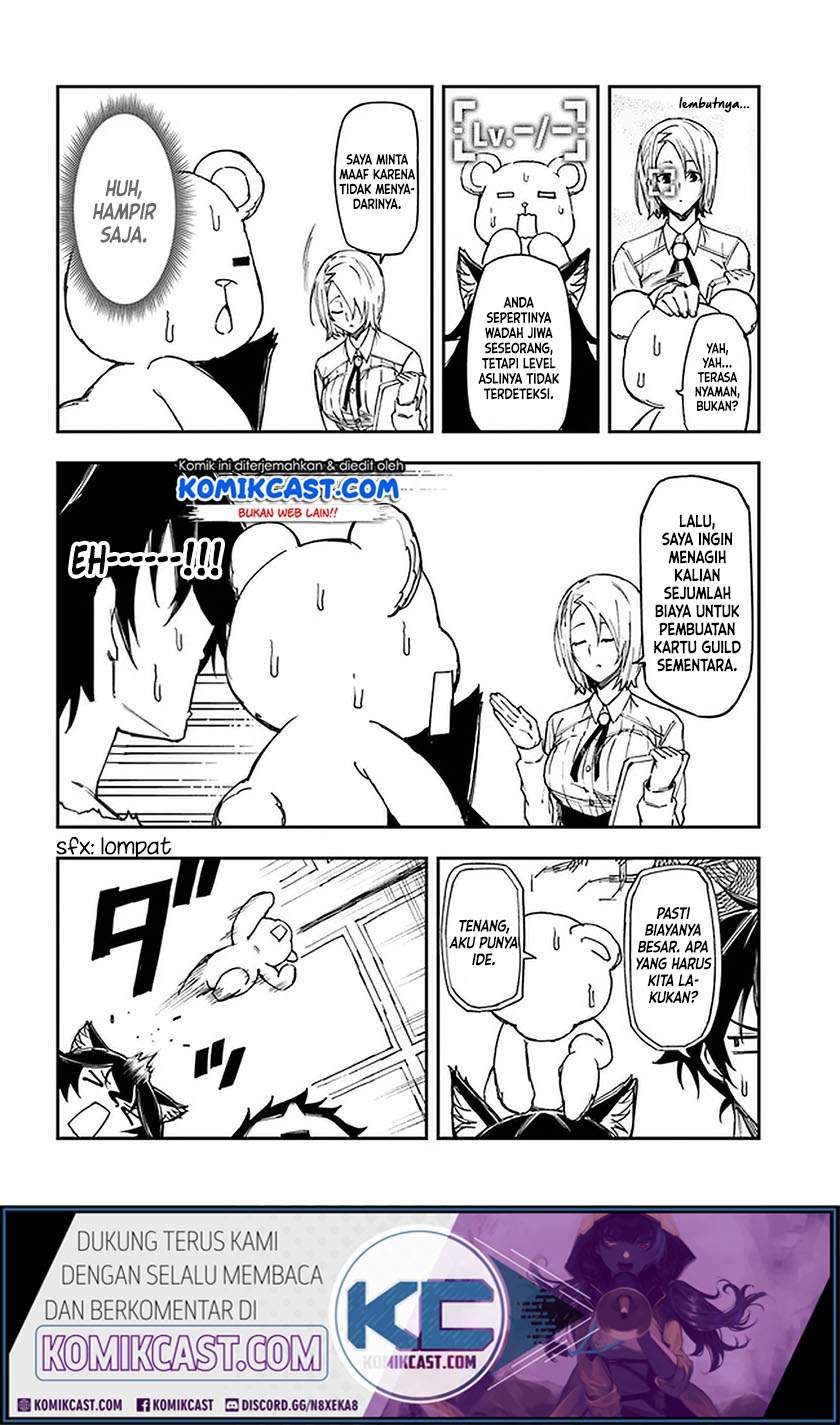 lembutnya...
YAH,
YAH...
TERASA
NYAMAN,
BUKAN?
Lv.-/-
ANDA
SEPERTINYA
WADAH JIWA
SESEORANG,
TETAPI LEVEL
ASLINYA TIDAK
TERDETEKSI.
SAYA MINTA
MAAF KARENA
TIDAK MENYA-
DARINYA.
HUH,
HAMPIR
SAJA.
Komik ini diterjemahkan & diedit oleh
KOMIKCAST.COM
BUKAN WEB LAIN!!
LALU,
SAYA INGIN
MENAGIH
KALIAN
SEJUMLAH
BIAYA UNTUK
PEMBUATAN
KARTU GUILD
SEMENTARA.
EH------!!!
PASTI
BIAYANYA
BESAR. APA
YANG HARUS
KITA LA-
KUKAN?
TENANG,
AKU PUNYA
IDE.
sfx: lompat
ダッ
DUKUNG TERUS KAMI
DENGAN SELALU MEMBACA
DAN BERKOMENTAR DI
KOMIKCAST.COM
KC
KOMIKCAST.COM
KOMIKCAST.COM KOMIKCAST DISCORD.GG/N8XEKA8